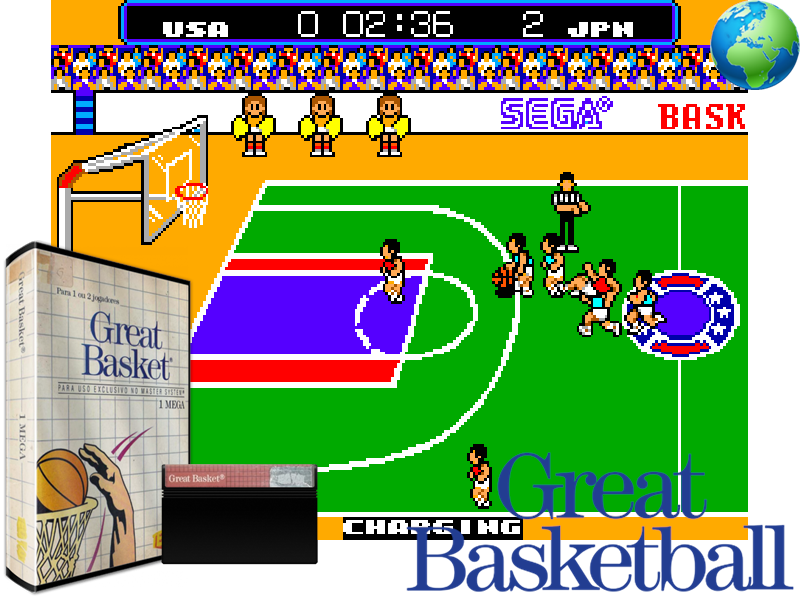 USA 0 02:36 2 JPN
SEGA® BASK
Great Basket®
Para 1 ou 2 jogadores
Great
Basket®
PARA USO EXCLUSIVO NO MASTER SYSTEM®
1 MEGA
1 MEGA
Great Basket®
CHARGING
Great
Basketball